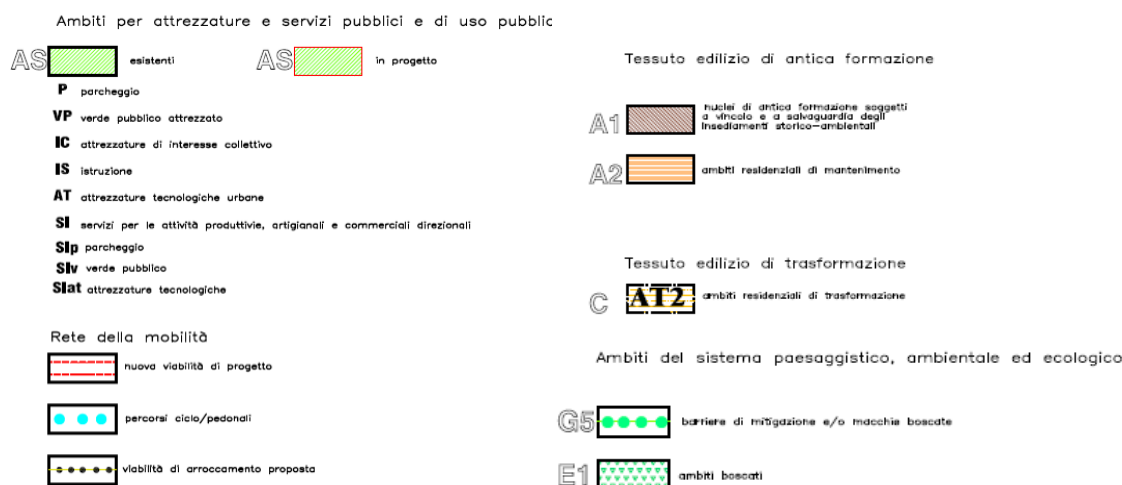 Ambiti per attrezzature e servizi pubblici e di uso pubblic
AS esistenti
AS in progetto
P parcheggio
VP verde pubblico attrezzato
IC attrezzature di interesse collettivo
IS istruzione
AT attrezzature tecnologiche urbane
SI servizi per le attività produttivie, artigianali e commerciali direzionali
SIp parcheggio
SIv verde pubblico
SIat attrezzature tecnologiche
Rete della mobilità
nuova viabilità di progetto
percorsi ciclo/pedonali
viabilità di arroccamento proposta
Tessuto edilizio di antica formazione
A1 nuclei di antica formazione soggetti
a vincolo e a salvaguardia degli
insediamenti storico-ambientali
A2 ambiti residenziali di mantenimento
Tessuto edilizio di trasformazione
C AT2 ambiti residenziali di trasformazione
Ambiti del sistema paesaggistico, ambientale ed ecologico
G5 barriere di mitigazione e/o macchie boscate
E1 ambiti boscati